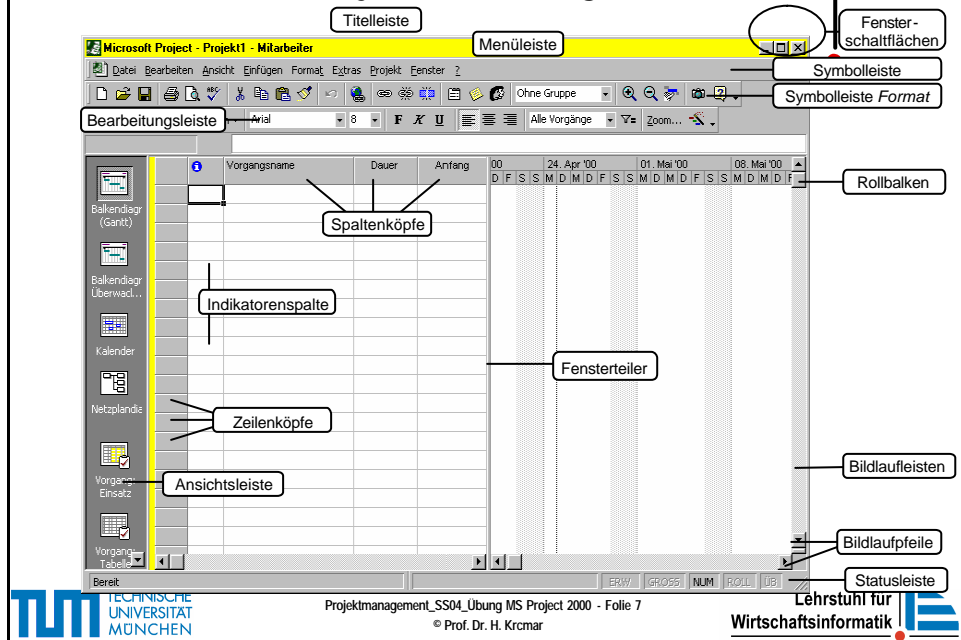 Titelleiste
Fenster-
schaltflächen
Microsoft Project - Projekt1 - Mitarbeiter
Menüleiste
Datei Bearbeiten Ansicht Einfügen Format Extras Projekt Fenster ?
Symbolleiste
Ohne Gruppe
Symbolleiste Format
Bearbeitungsleiste
Arial 8 F K U Alle Vorgänge Zoom...
Vorgangsname Dauer Anfang
00 24. Apr '00 01. Mai '00 08. Mai '00
D F S S M D M D F S S M D M D F S S M D M D F
Rollbalken
Spaltenköpfe
Balkendiagr
(Gantt)
Balkendiagr
Überwacl...
Indikatorenspalte
Kalender
Fensterteiler
Netzplandia
Zeilenköpfe
Bildlaufleisten
Vorgang:
Einsatz
Ansichtsleiste
Bildlaufpfeile
Vorgang:
Tabelle
Bereit ERW GROSS NUM ROLL ÜB
Statusleiste
TUM
TECHNISCHE
UNIVERSITÄT
MÜNCHEN
Projektmanagement_SS04_Übung MS Project 2000 - Folie 7
© Prof. Dr. H. Krcmar
Lehrstuhl für
Wirtschaftsinformatik